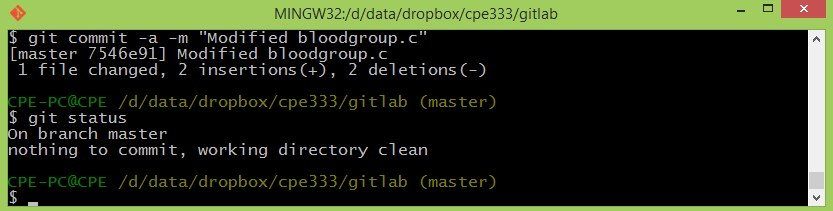 MINGW32:/d/data/dropbox/cpe333/gitlab
$ git commit -a -m "Modified bloodgroup.c"
[master 7546e91] Modified bloodgroup.c
 1 file changed, 2 insertions(+), 2 deletions(-)
CPE-PC@CPE /d/data/dropbox/cpe333/gitlab (master)
$ git status
On branch master
nothing to commit, working directory clean
CPE-PC@CPE /d/data/dropbox/cpe333/gitlab (master)
$